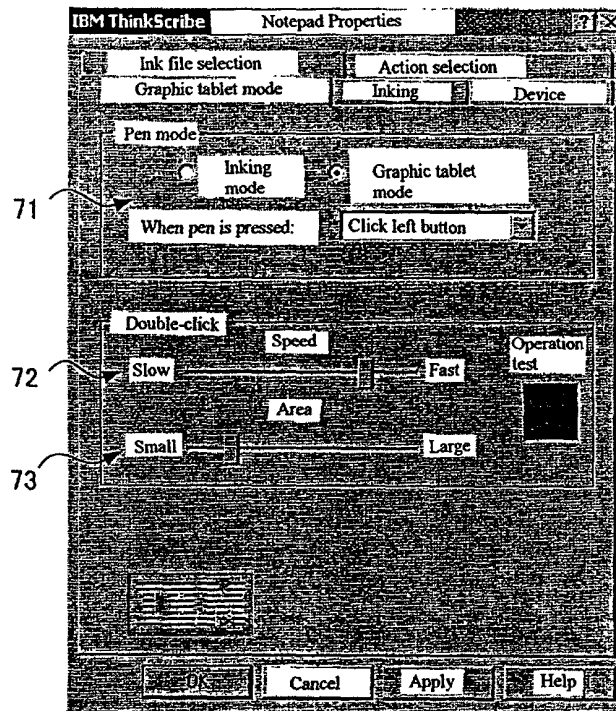 IBM ThinkScribe Notepad Properties ? X
Ink file selection Action selection
Graphic tablet mode Inking Device
Pen mode
Inking mode
Graphic tablet mode
71
When pen is pressed: Click left button
Double-click
Speed
Operation test
72
Slow Fast
Area
73
Small Large
OK Cancel Apply Help